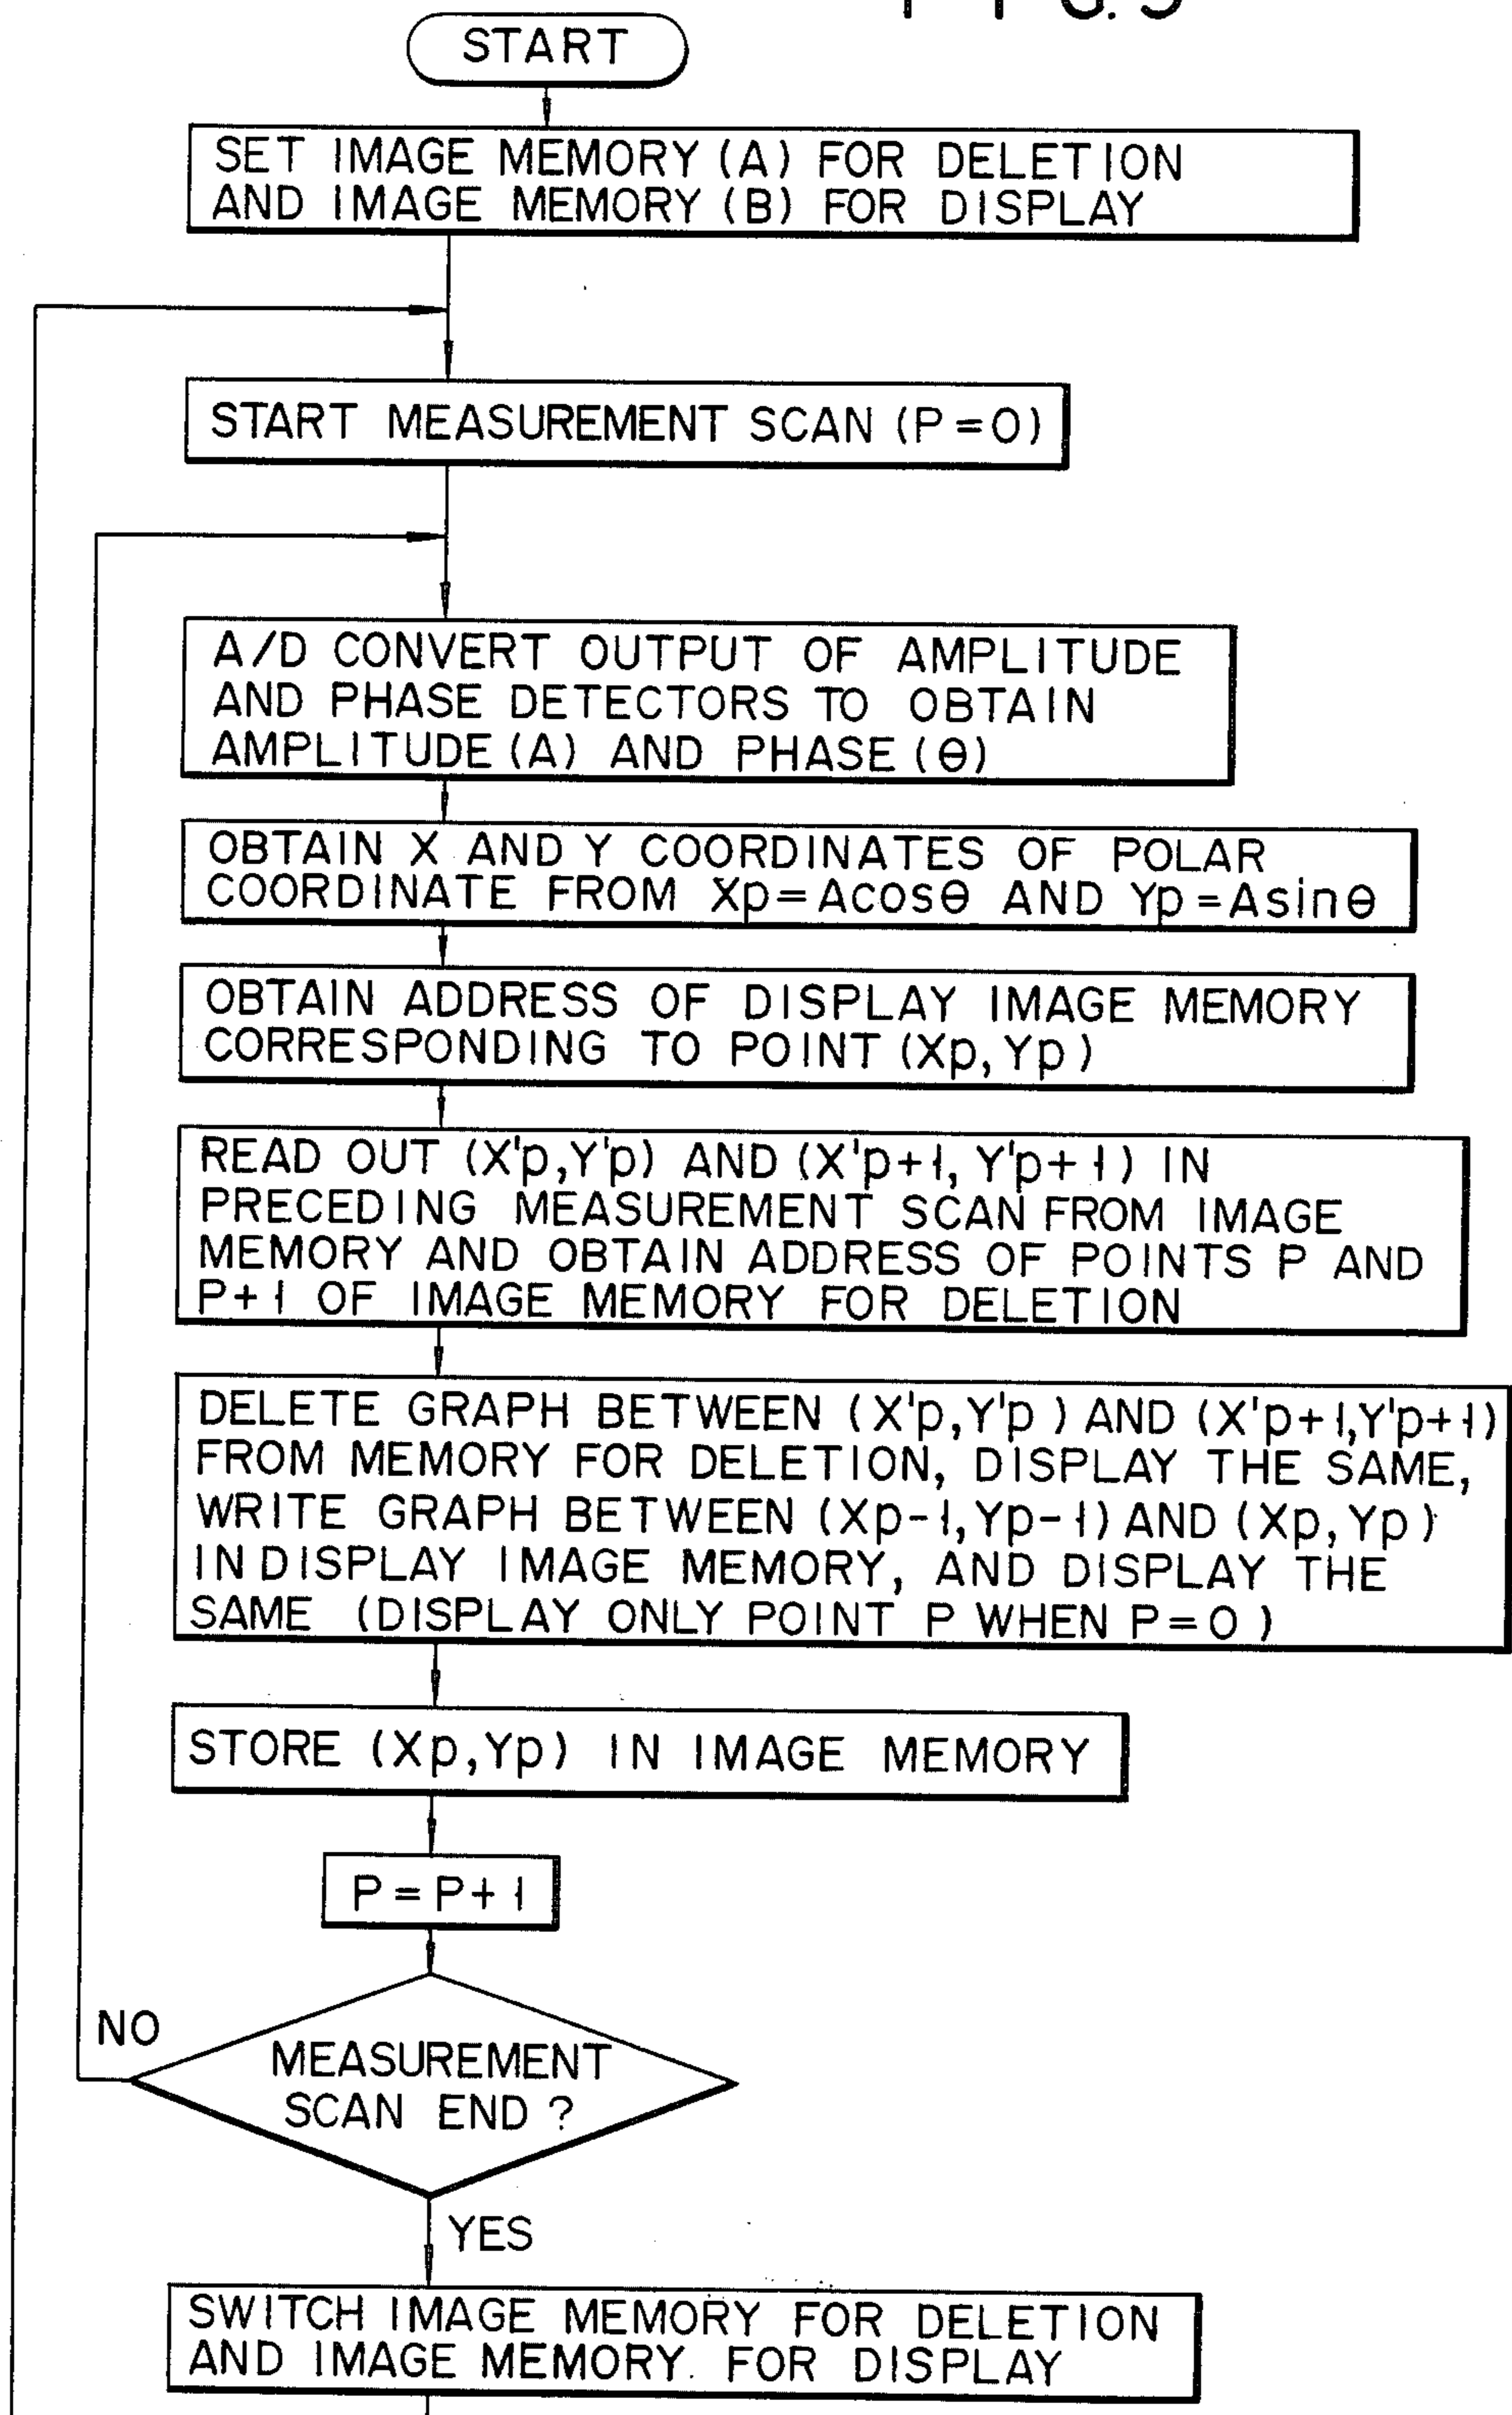 START
SET IMAGE MEMORY (A) FOR DELETION
AND IMAGE MEMORY (B) FOR DISPLAY
START MEASUREMENT SCAN (P=0)
A/D CONVERT OUTPUT OF AMPLITUDE
AND PHASE DETECTORS TO OBTAIN
AMPLITUDE (A) AND PHASE (θ)
OBTAIN X AND Y COORDINATES OF POLAR
COORDINATE FROM Xp=Acosθ AND Yp=Asinθ
OBTAIN ADDRESS OF DISPLAY IMAGE MEMORY
CORRESPONDING TO POINT (Xp,Yp)
READ OUT (X'p,Y'p) AND (X'p+1, Y'p+1) IN
PRECEDING MEASUREMENT SCAN FROM IMAGE
MEMORY AND OBTAIN ADDRESS OF POINTS P AND
P+1 OF IMAGE MEMORY FOR DELETION
DELETE GRAPH BETWEEN (X'p,Y'p) AND (X'p+1,Y'p+1)
FROM MEMORY FOR DELETION, DISPLAY THE SAME,
WRITE GRAPH BETWEEN (Xp-1,Yp-1) AND (Xp,Yp)
IN DISPLAY IMAGE MEMORY, AND DISPLAY THE
SAME (DISPLAY ONLY POINT P WHEN P=0)
STORE (Xp,Yp) IN IMAGE MEMORY
P=P+1
NO
MEASUREMENT
SCAN END ?
YES
SWITCH IMAGE MEMORY FOR DELETION
AND IMAGE MEMORY FOR DISPLAY